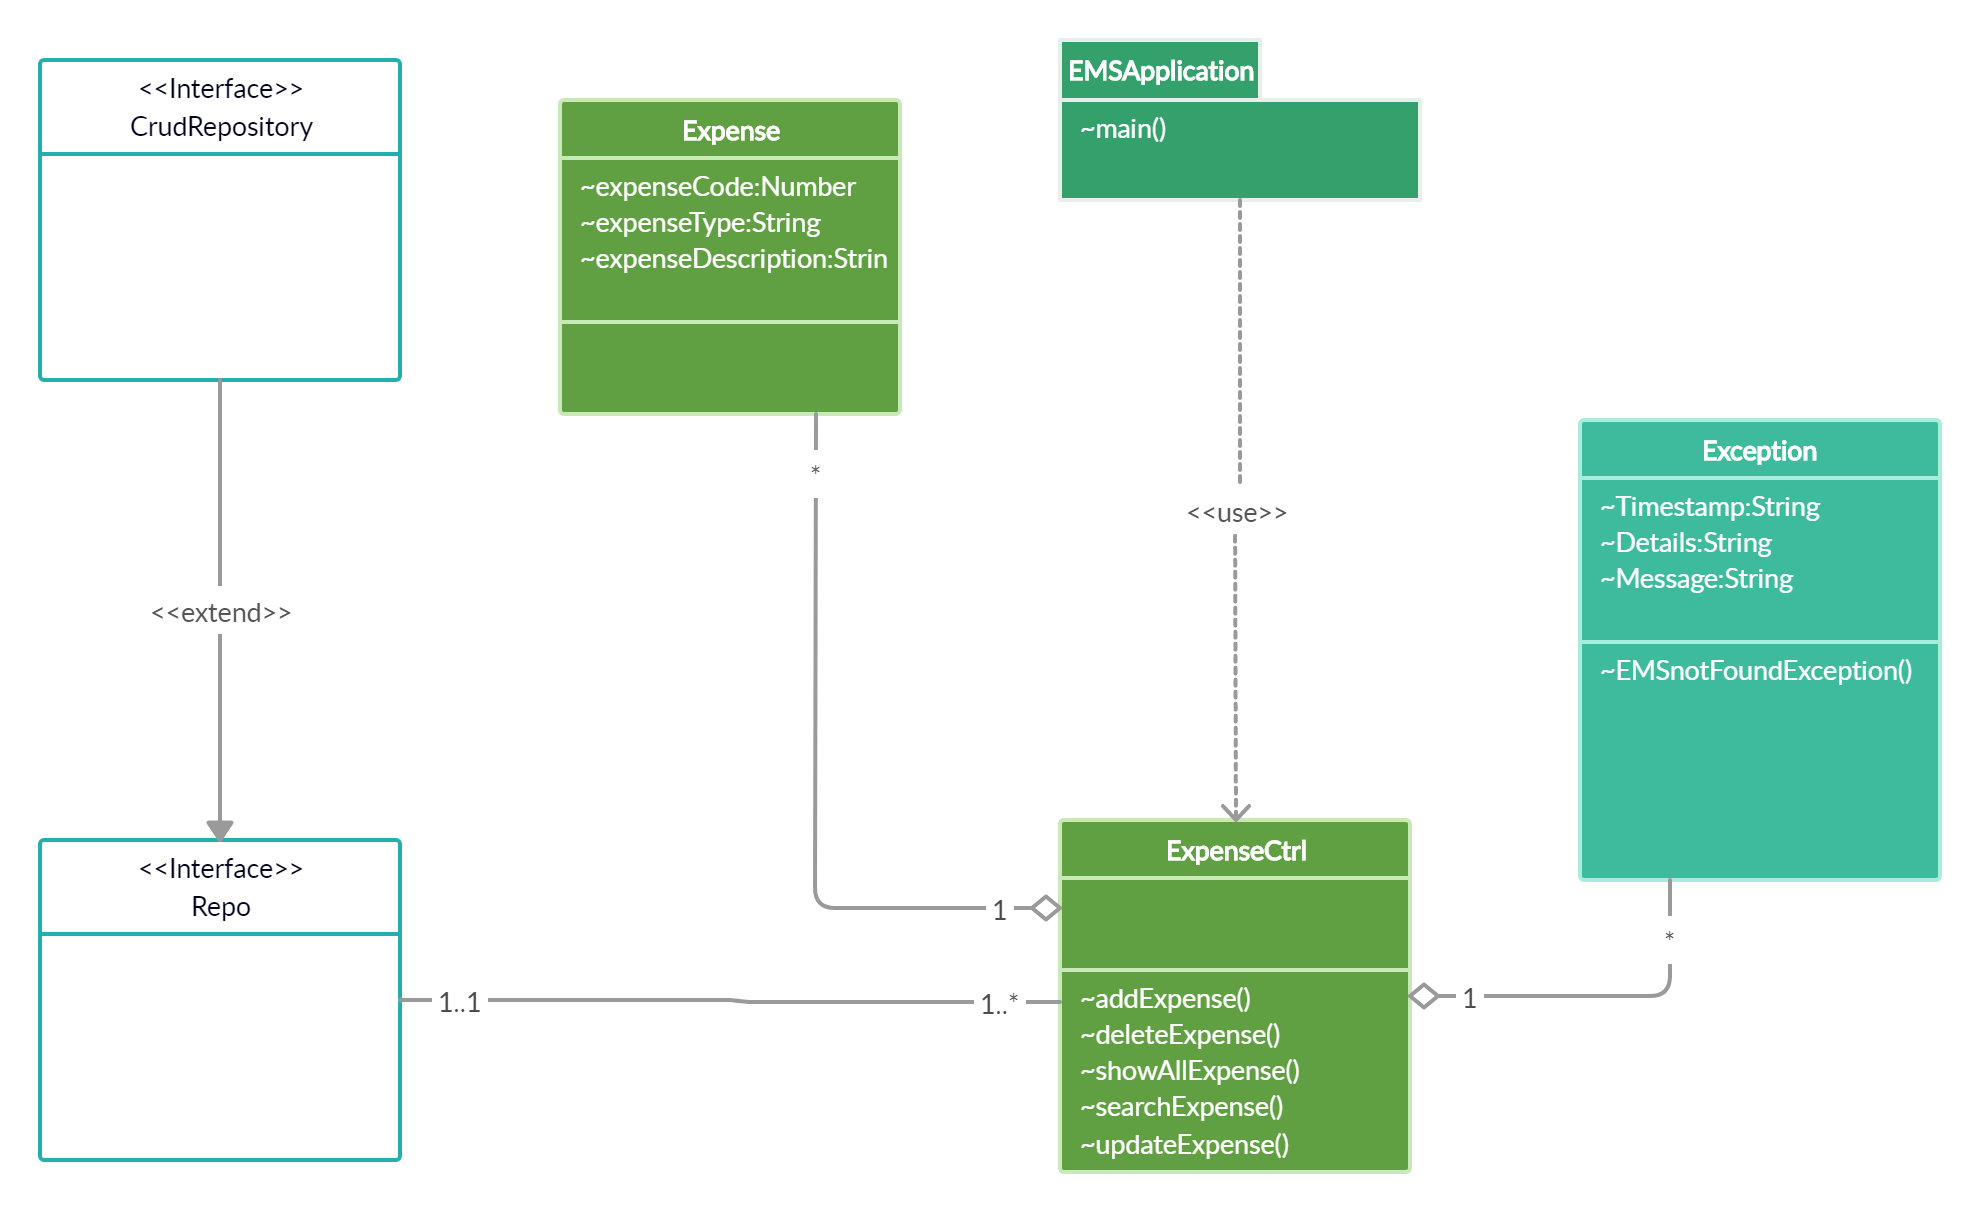 <<Interface>>
CrudRepository
<<extend>>
<<Interface>>
Repo
Expense
~expenseCode:Number
~expenseType:String
~expenseDescription:Strin
*
1
1..1
1..*
EMSApplication
~main()
<<use>>
ExpenseCtrl
~addExpense()
~deleteExpense()
~showAllExpense()
~searchExpense()
~updateExpense()
Exception
~Timestamp:String
~Details:String
~Message:String
~EMSnotFoundException()
*
1